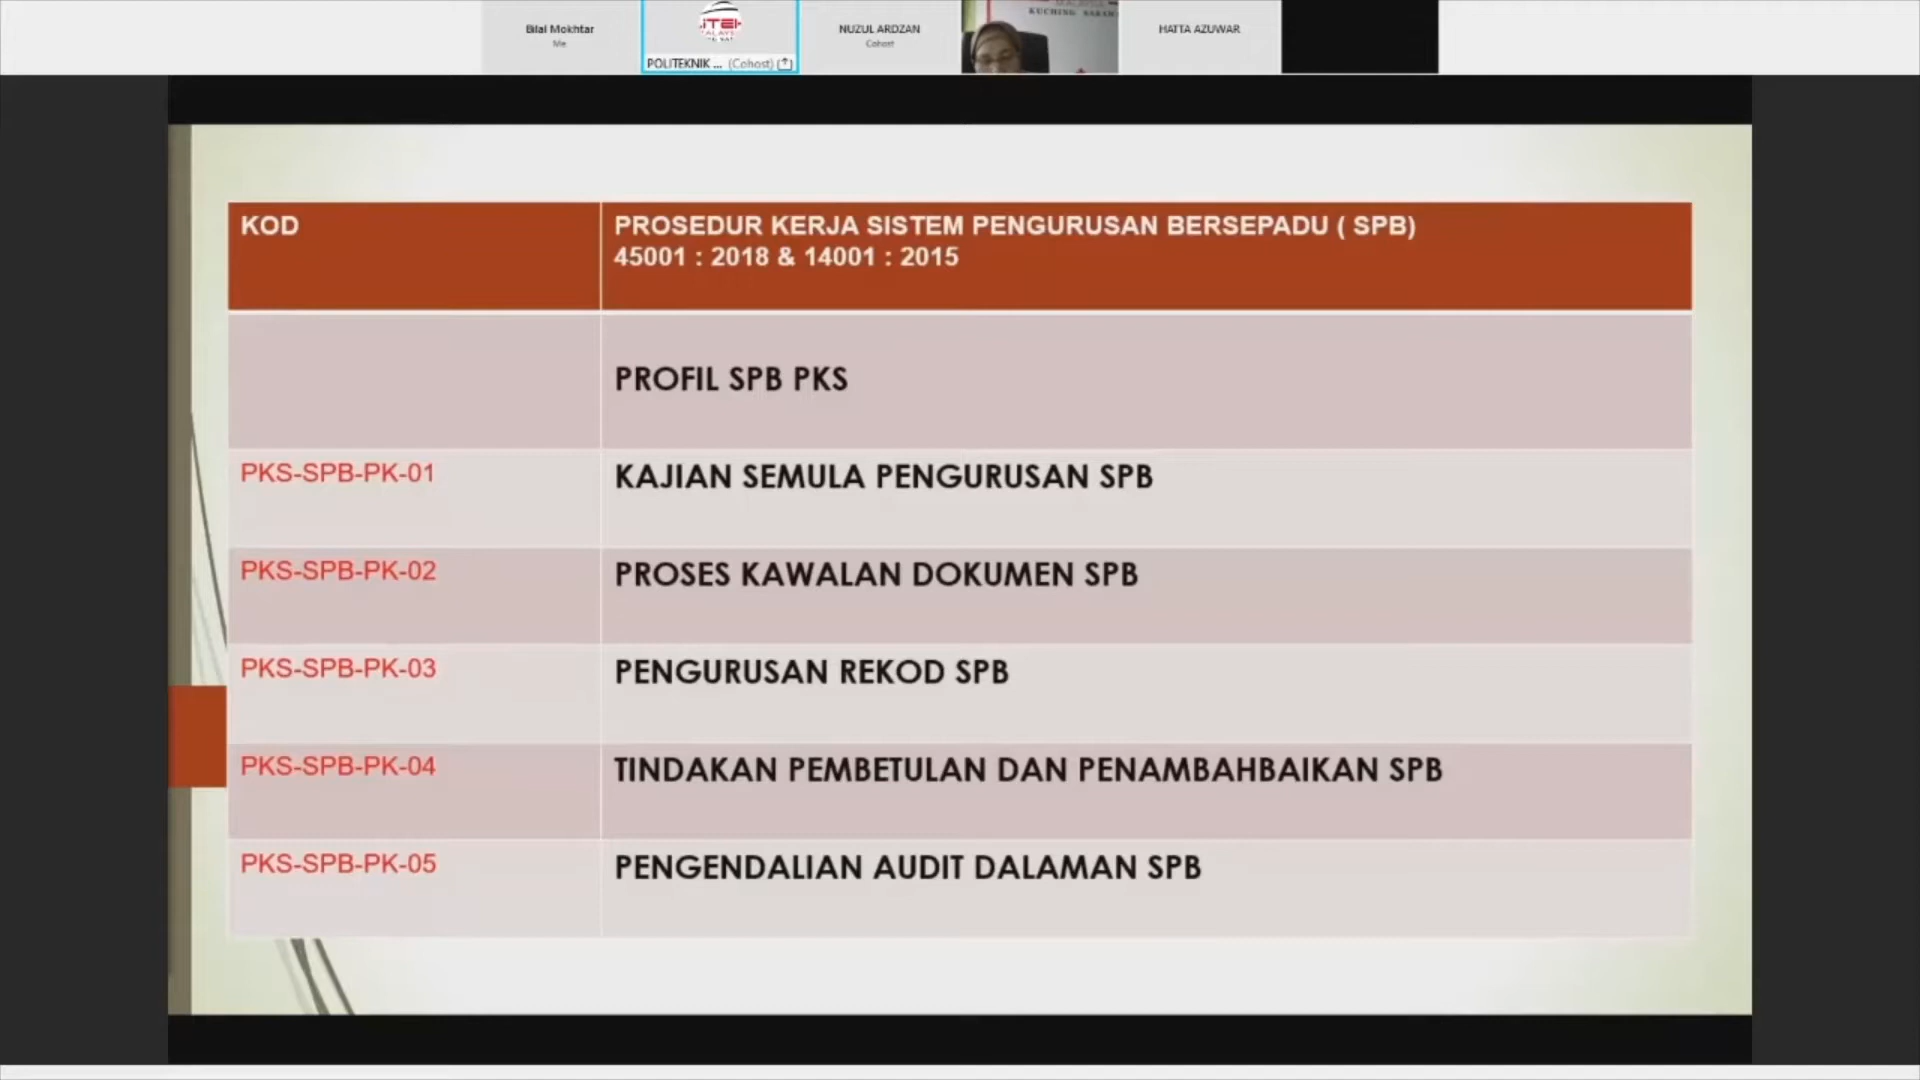 Bilal Mokhtar
Me
POLITEKNIK ... (Cohost)
NUZUL ARDZAN
Cohost
KUCHING
HATTA AZUWAR
KOD
PROSEDUR KERJA SISTEM PENGURUSAN BERSEPADU ( SPB)
45001 : 2018 & 14001 : 2015
PROFIL SPB PKS
PKS-SPB-PK-01
KAJIAN SEMULA PENGURUSAN SPB
PKS-SPB-PK-02
PROSES KAWALAN DOKUMEN SPB
PKS-SPB-PK-03
PENGURUSAN REKOD SPB
PKS-SPB-PK-04
TINDAKAN PEMBETULAN DAN PENAMBAHBAIKAN SPB
PKS-SPB-PK-05
PENGENDALIAN AUDIT DALAMAN SPB